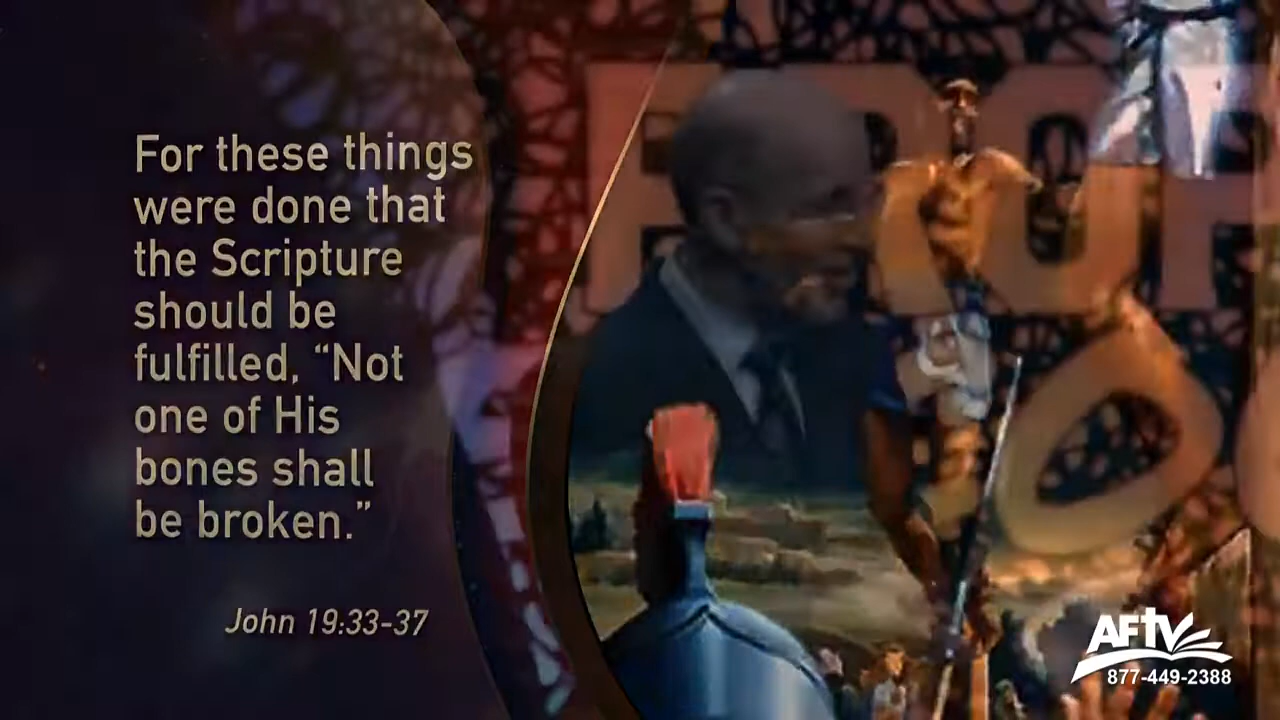 For these things
were done that
the Scripture
should be
fulfilled, “Not
one of His
bones shall
be broken.”
John 19:33-37
AFtv
877-449-2388